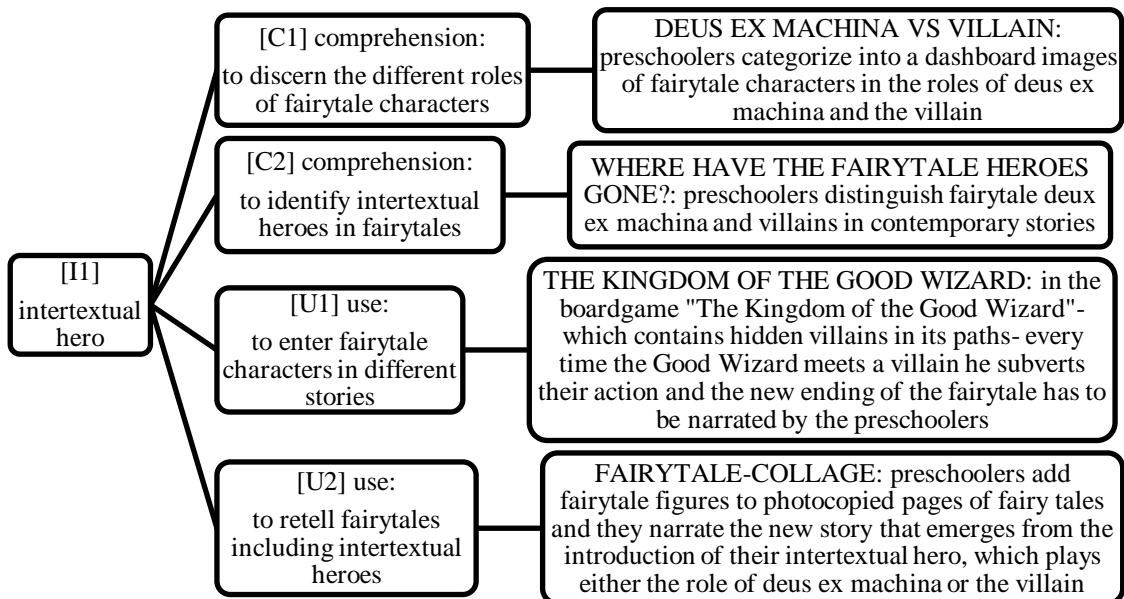 [C1] comprehension:
to discern the different roles
of fairytale characters
DEUS EX MACHINA VS VILLAIN:
preschoolers categorize into a dashboard images
of fairytale characters in the roles of deus ex
machina and the villain
[C2] comprehension:
to identify intertextual
heroes in fairytales
WHERE HAVE THE FAIRYTALE HEROES
GONE?: preschoolers distinguish fairytale deux
ex machina and villains in contemporary stories
[I1]
intertextual
hero
[U1] use:
to enter fairytale
characters in different
stories
THE KINGDOM OF THE GOOD WIZARD: in the
boardgame "The Kingdom of the Good Wizard"-
which contains hidden villains in its paths- every
time the Good Wizard meets a villain he subverts
their action and the new ending of the fairytale has to
be narrated by the preschoolers
[U2] use:
to retell fairytales
including intertextual
heroes
FAIRYTALE-COLLAGE: preschoolers add
fairytale figures to photocopied pages of fairy tales
and they narrate the new story that emerges from the
introduction of their intertextual hero, which plays
either the role of deus ex machina or the villain